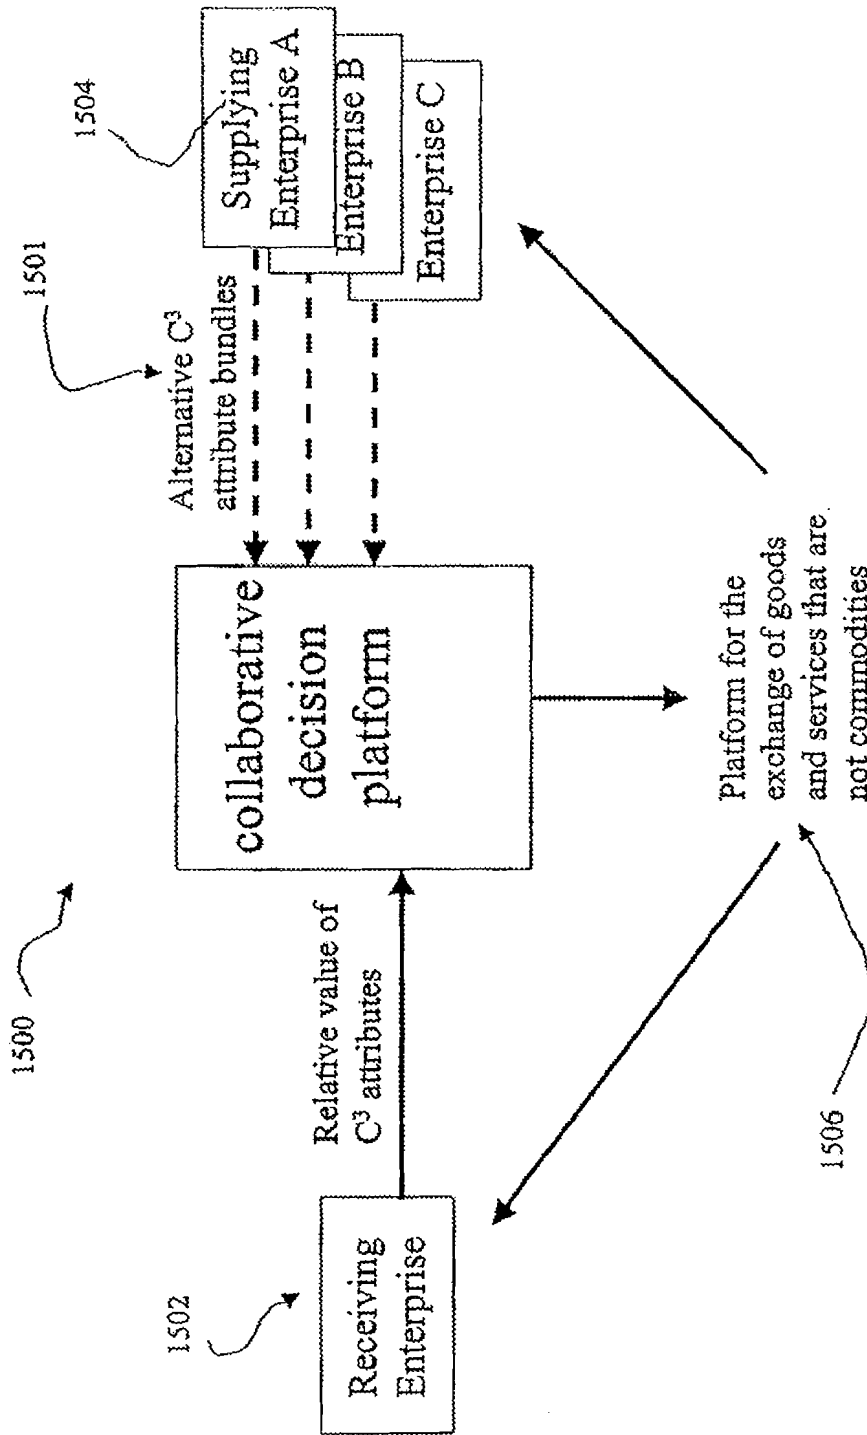 1500
1502
Receiving
Enterprise
Relative value of
C³ attributes
collaborative
decision
platform
1501
Alternative C³
attribute bundles
1504
Supplying
Enterprise A
Enterprise B
Enterprise C
Platform for the
exchange of goods
and services that are
not commodities
1506